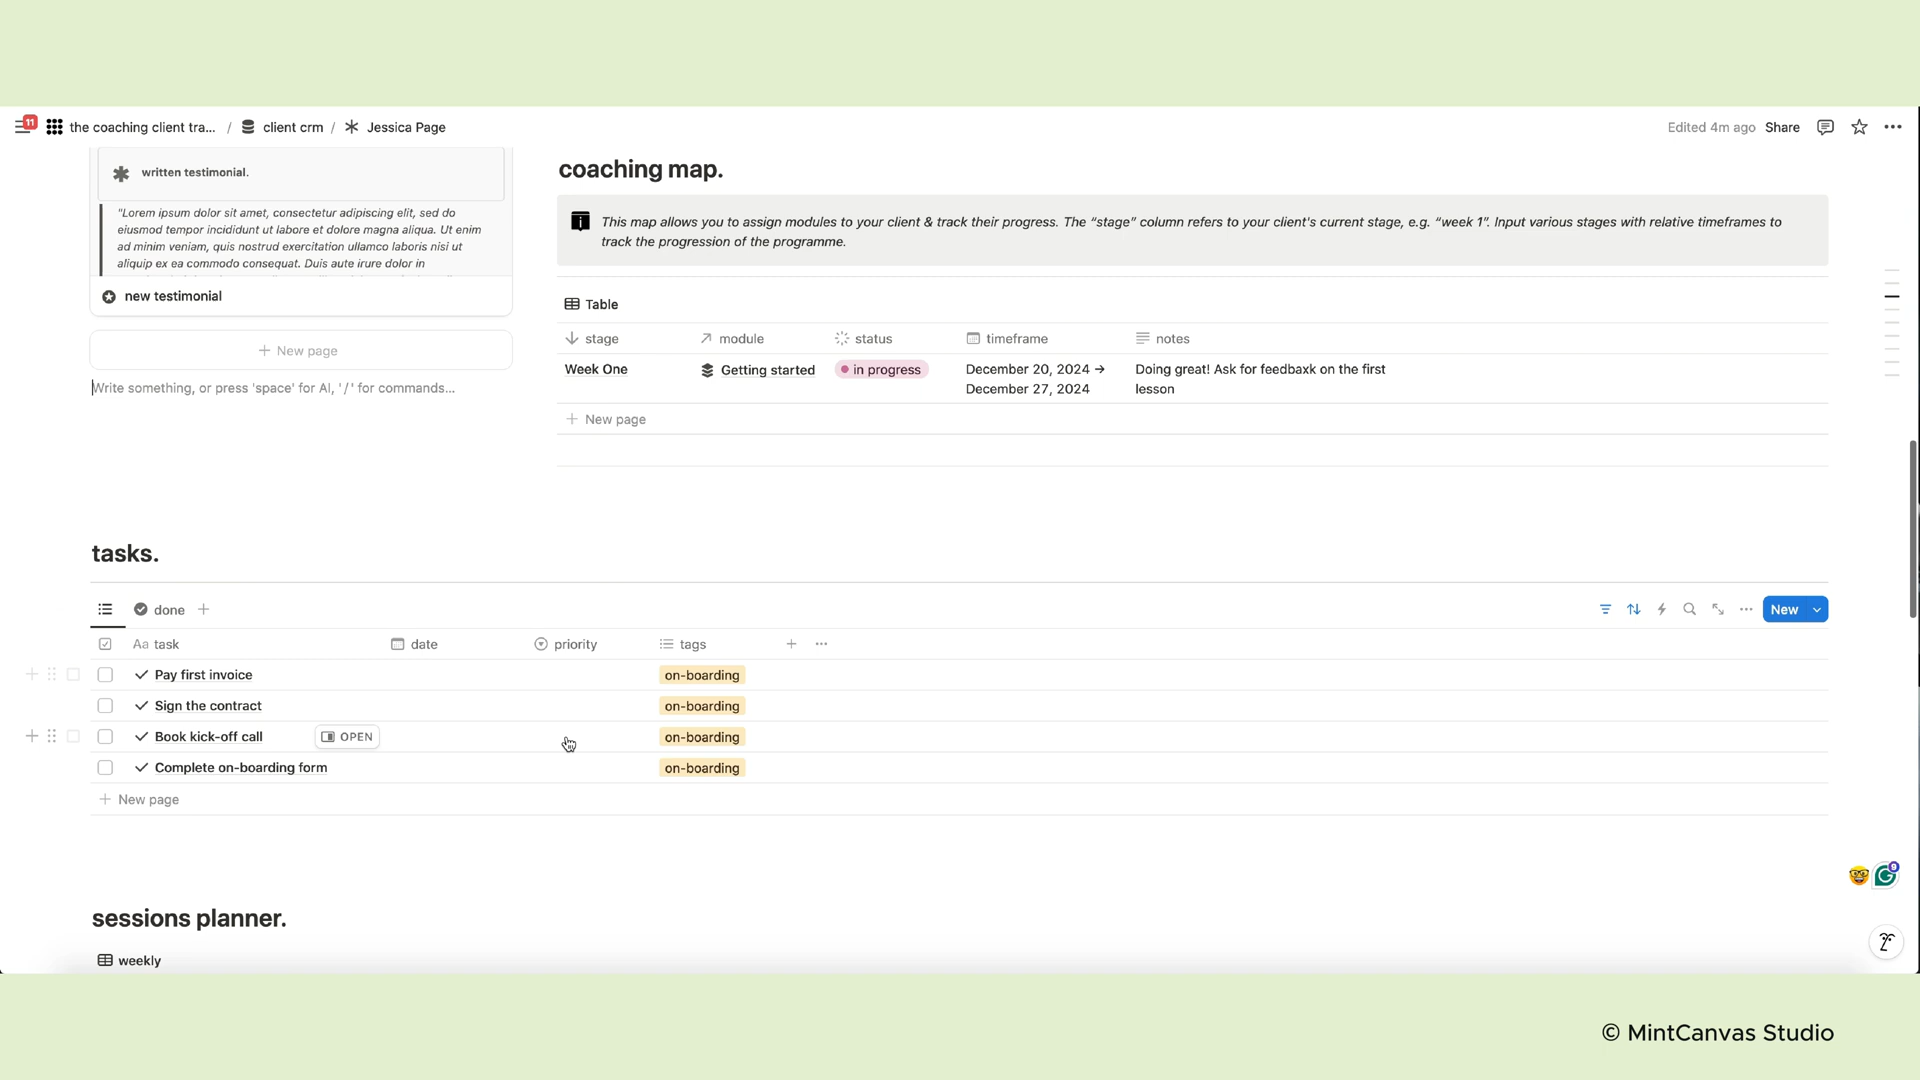 11
the coaching client tra... / client crm / Jessica Page
Edited 4m ago Share
written testimonial.
"Lorem ipsum dolor sit amet, consectetur adipiscing elit, sed do
eiusmod tempor incididunt ut labore et dolore magna aliqua. Ut enim
ad minim veniam, quis nostrud exercitation ullamco laboris nisi ut
aliquip ex ea commodo consequat. Duis aute irure dolor in
new testimonial
+ New page
Write something, or press 'space' for AI, '/' for commands...
coaching map.
This map allows you to assign modules to your client & track their progress. The “stage” column refers to your client's current stage, e.g. “week 1”. Input various stages with relative timeframes to
track the progression of the programme.
Table
stage module status timeframe notes
Week One Getting started in progress December 20, 2024 → Doing great! Ask for feedbaxk on the first
December 27, 2024 lesson
+ New page
tasks.
done +
New
Aa task date priority tags + ...
Pay first invoice on-boarding
Sign the contract on-boarding
Book kick-off call OPEN on-boarding
Complete on-boarding form on-boarding
+ New page
9
sessions planner.
weekly
© MintCanvas Studio